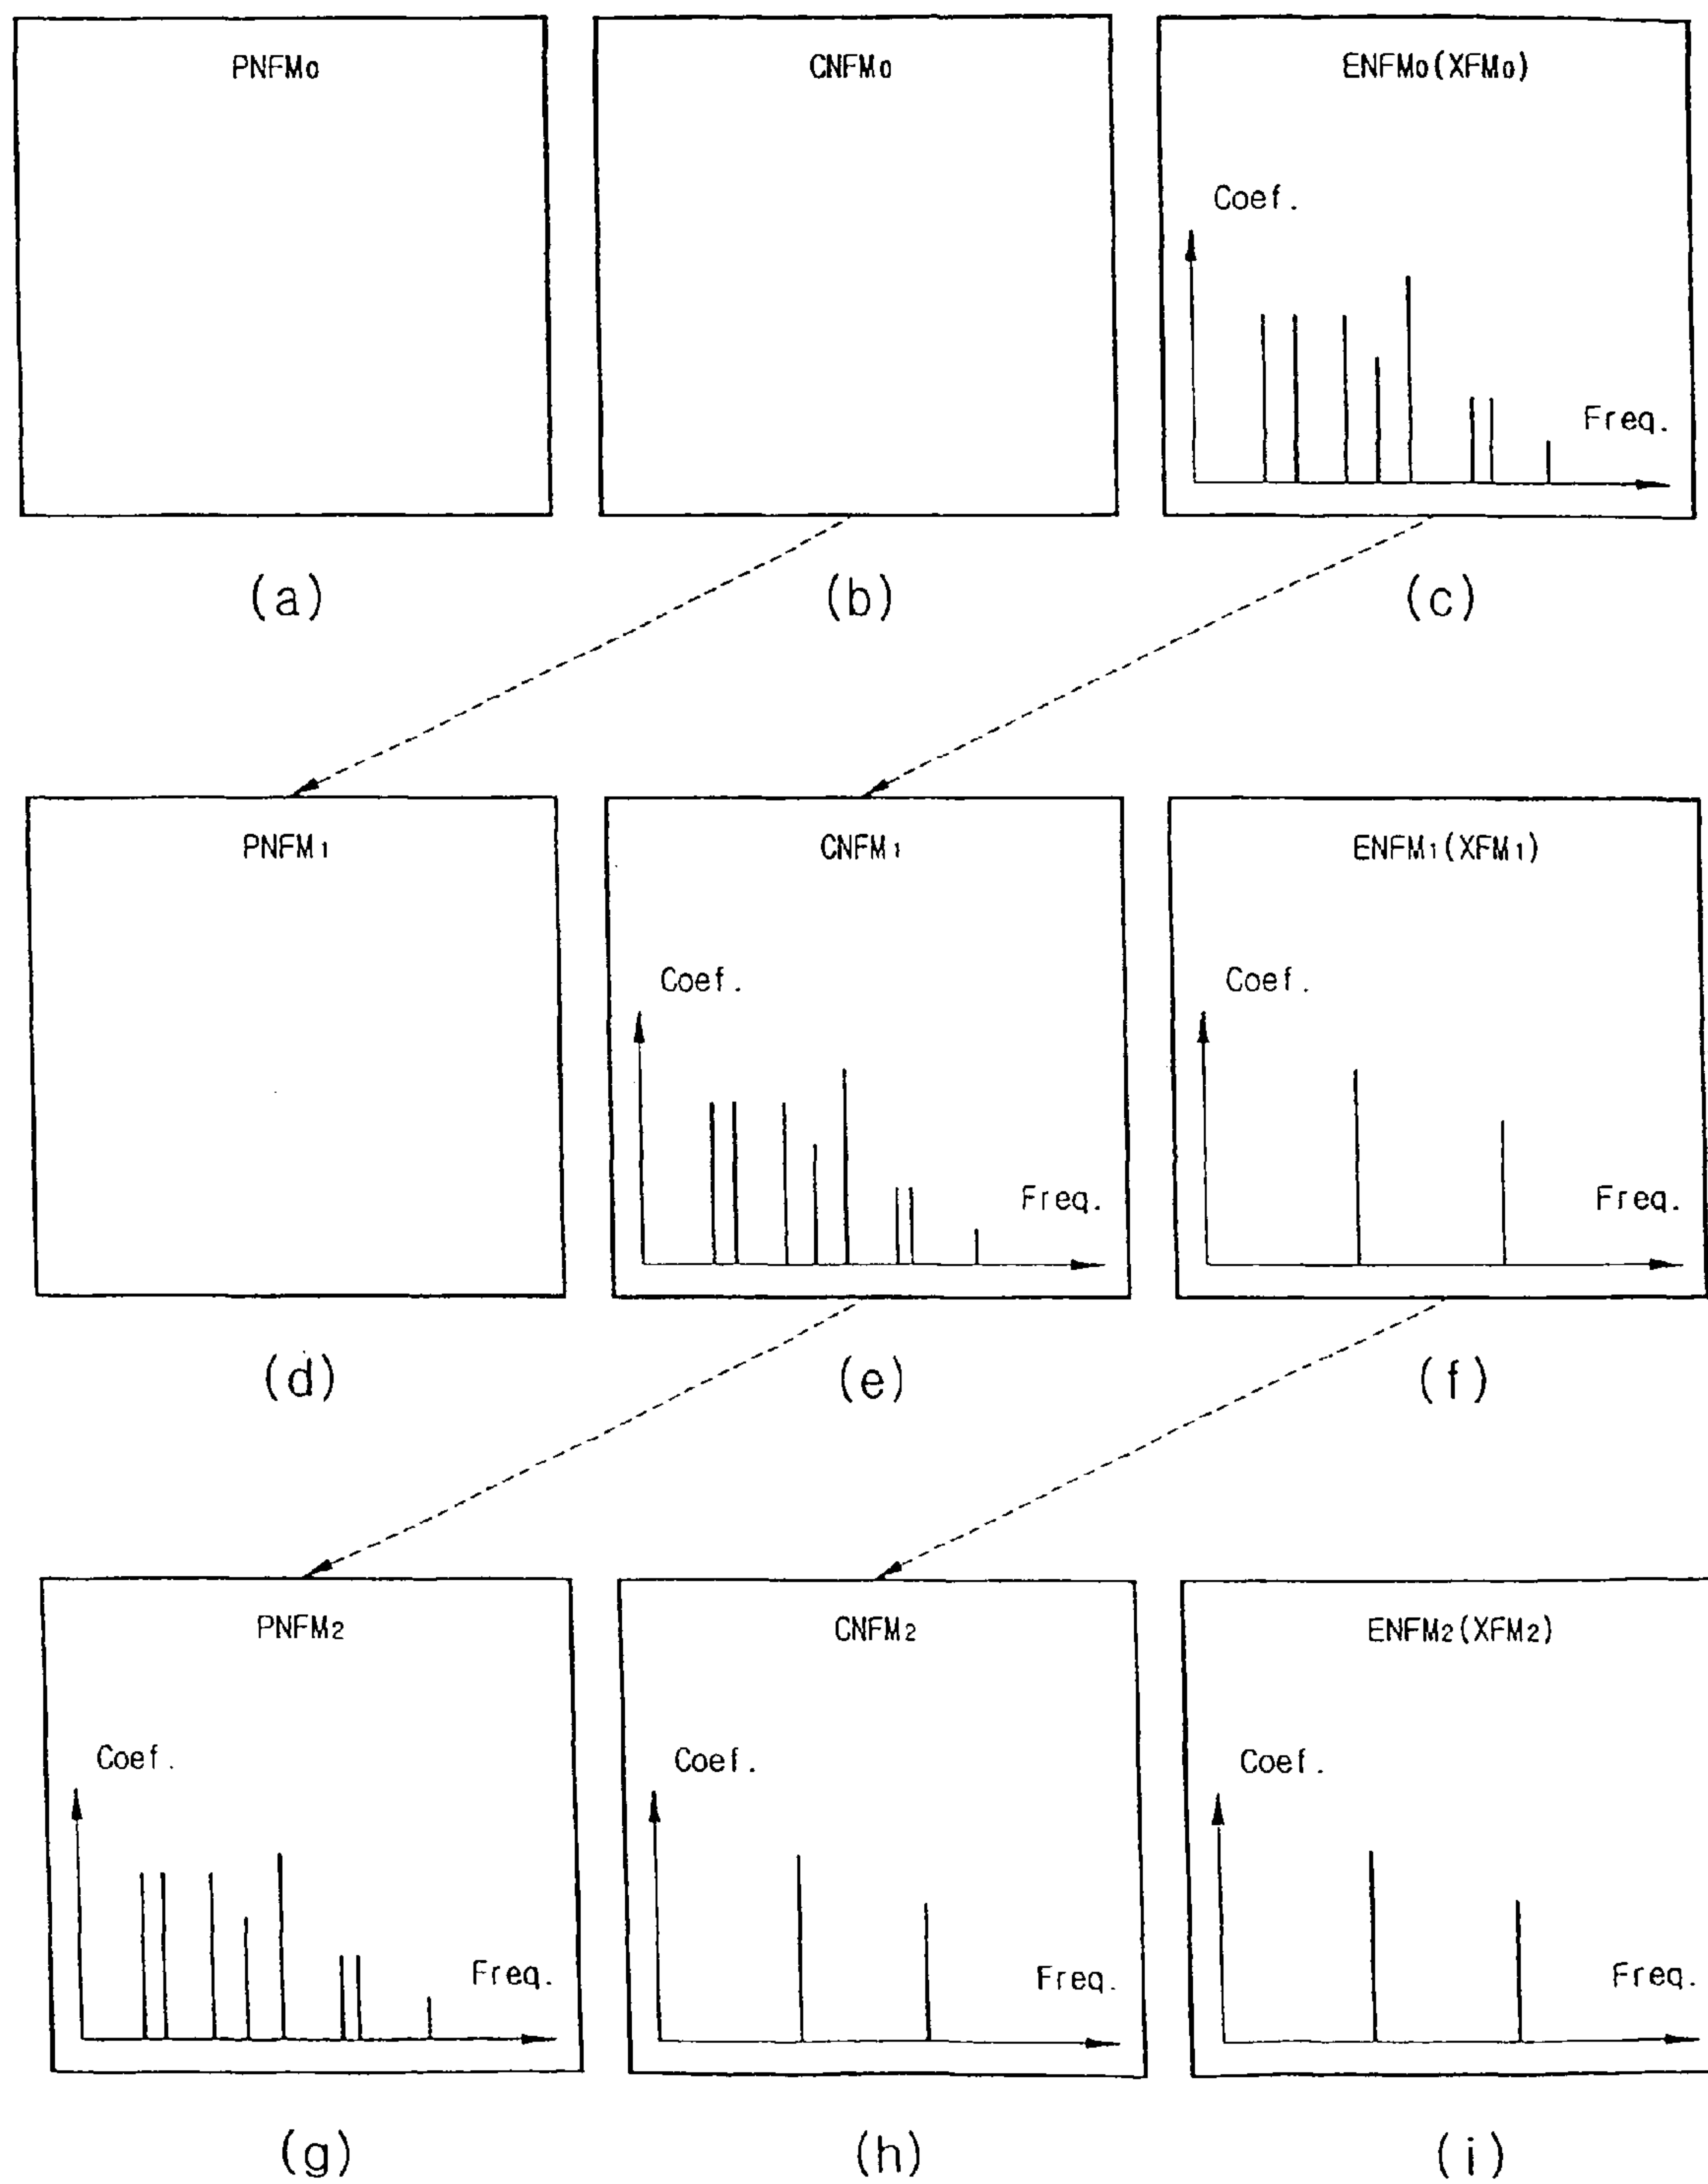 PNFM0
CNFM0
ENFM0(XFM0)
Coef.
Freq.
(a)
(b)
(c)
PNFM1
CNFM1
ENFM1(XFM1)
Coef.
Freq.
Coef.
Freq.
(d)
(e)
(f)
PNFM2
CNFM2
ENFM2(XFM2)
Coef.
Freq.
Coef.
Freq.
Coef.
Freq.
(g)
(h)
(i)